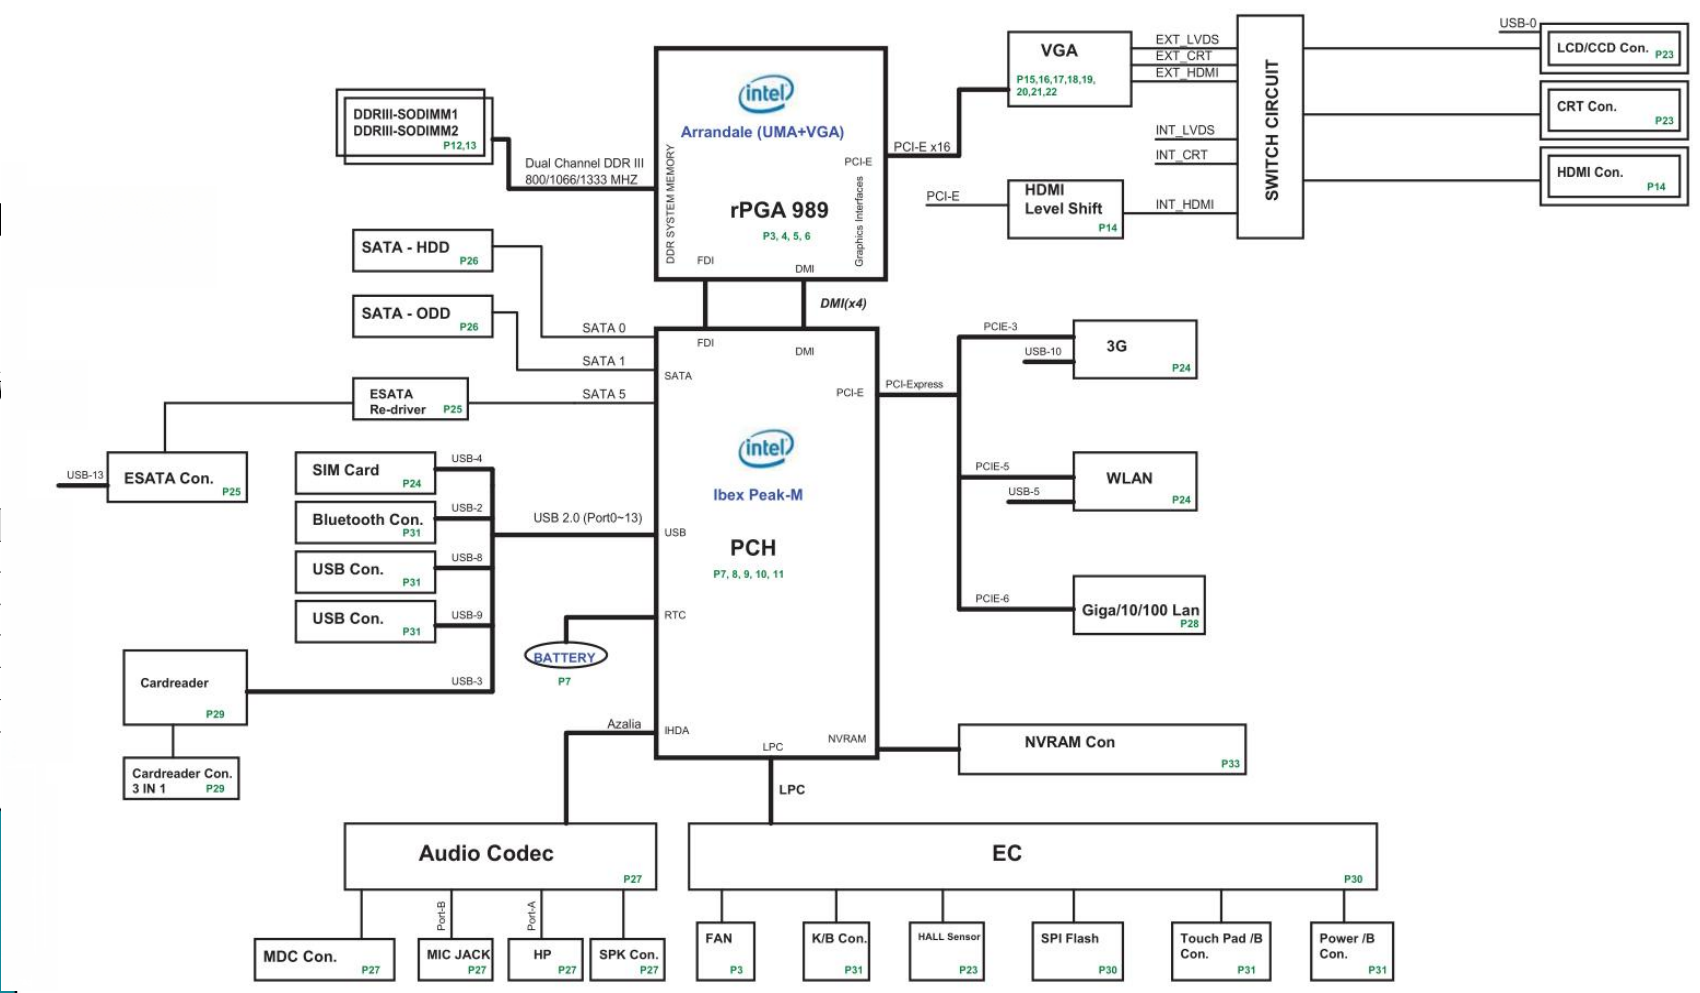 USB-0
LCD/CCD Con. P23
CRT Con.
P23
HDMI Con.
P14
SWITCH CIRCUIT
VGA
P15,16,17,18,19,
20,21,22
EXT_LVDS
EXT_CRT
EXT_HDMI
INT_LVDS
INT_CRT
INT_HDMI
PCI-E
HDMI
Level Shift
P14
PCI-E x16
intel
Arrandale (UMA+VGA)
PCI-E
Graphics Interfaces
DDR SYSTEM MEMORY
rPGA 989
P3, 4, 5, 6
FDI
DMI
DDRIII-SODIMM1
DDRIII-SODIMM2
P12,13
Dual Channel DDR III
800/1066/1333 MHZ
SATA - HDD
P26
SATA - ODD
P26
DMI(x4)
SATA 0
SATA 1
SATA 5
ESATA
Re-driver P25
USB-13
ESATA Con.
P25
FDI
DMI
SATA
PCI-E
intel
Ibex Peak-M
PCH
P7, 8, 9, 10, 11
USB
RTC
IHDA
LPC
NVRAM
PCI-Express
PCIE-3
USB-10
3G
P24
PCIE-5
USB-5
WLAN
P24
PCIE-6
Giga/10/100 Lan
P28
SIM Card
P24
USB-4
Bluetooth Con.
P31
USB-2
USB 2.0 (Port0~13)
USB Con.
P31
USB-8
USB Con.
P31
USB-9
BATTERY
P7
Cardreader
P29
USB-3
Cardreader Con.
3 IN 1 P29
Azalia
NVRAM Con
P33
LPC
Audio Codec
P27
EC
P30
Port-B
Port-A
MDC Con.
P27
MIC JACK
P27
HP
P27
SPK Con.
P27
FAN
P3
K/B Con.
P31
HALL Sensor
P23
SPI Flash
P30
Touch Pad /B
Con.
P31
Power /B
Con.
P31